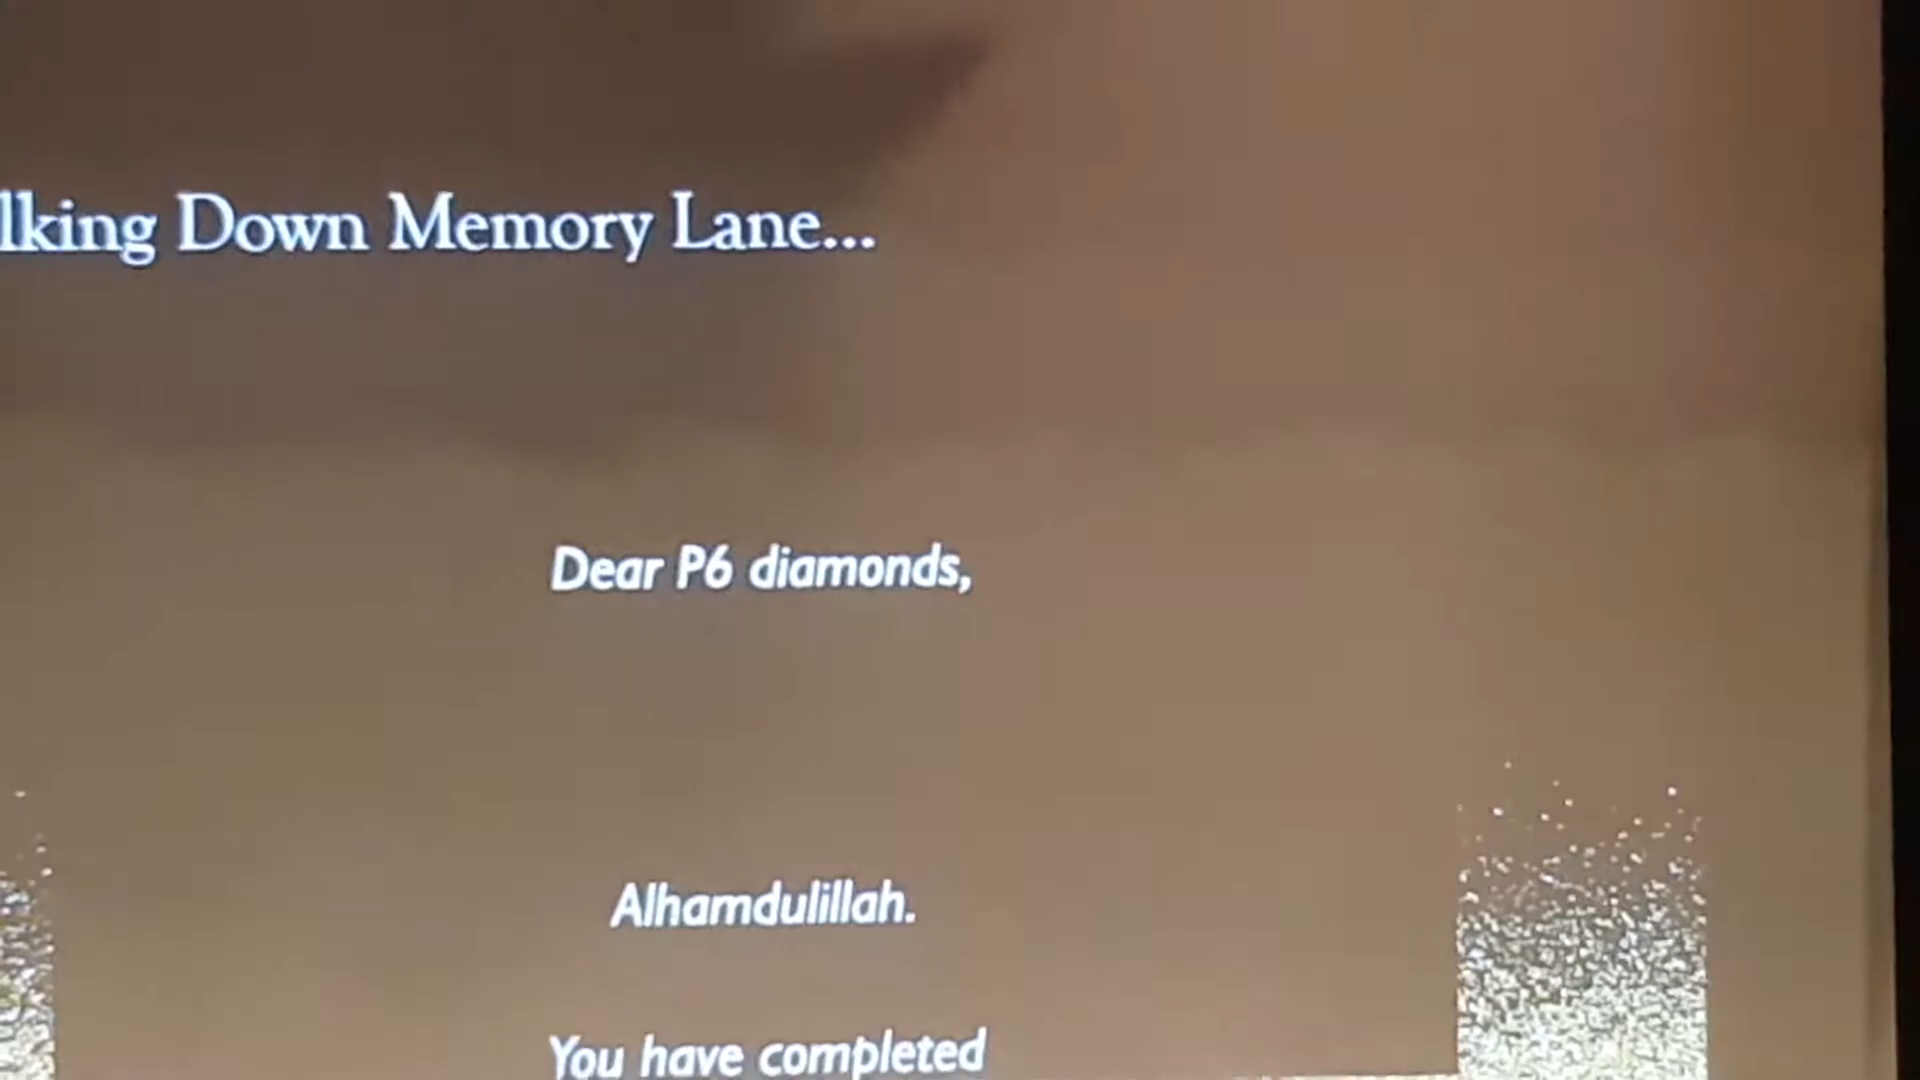 lking Down Memory Lane...
Dear P6 diamonds,
Alhamdulillah.
You have completed